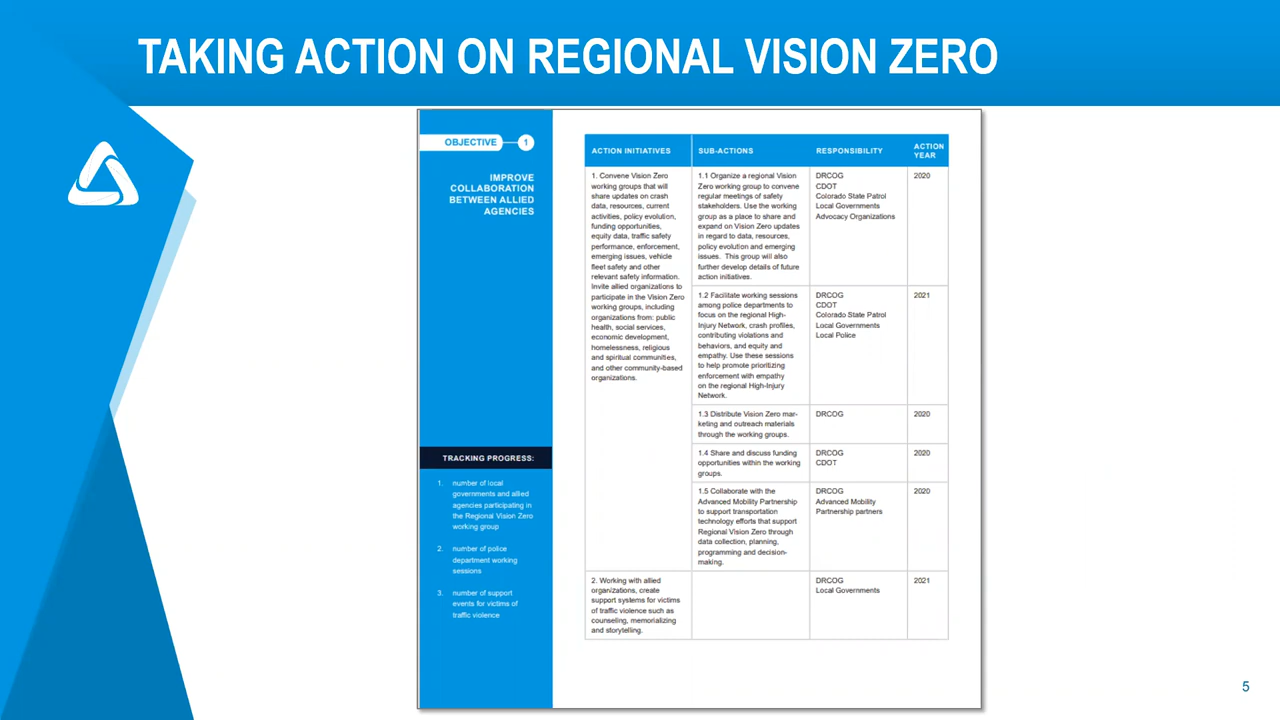 TAKING ACTION ON REGIONAL VISION ZERO
OBJECTIVE 1
IMPROVE
COLLABORATION
BETWEEN ALLIED
AGENCIES
TRACKING PROGRESS:
1. number of local
governments and allied
agencies participating in
the Regional Vision Zero
working group
2. number of police
department working
sessions
3. number of support
events for victims of
traffic violence
ACTION INITIATIVES
SUB-ACTIONS
RESPONSIBILITY
ACTION
YEAR
1. Convene Vision Zero
working groups that will
share updates on crash
data, resources, current
activities, policy evolution,
funding opportunities,
equity data, traffic safety
performance, enforcement,
emerging issues, vehicle
fleet safety and other
relevant safety information.
Invite allied organizations to
participate in the Vision Zero
working groups, including
organizations from: public
health, social services,
economic development,
homelessness, religious
and spiritual communities,
and other community-based
organizations.
1.1 Organize a regional Vision
Zero working group to convene
regular meetings of safety
stakeholders. Use the working
group as a place to share and
expand on Vision Zero updates
in regard to data, resources,
policy evolution and emerging
issues. This group will also
further develop details of future
action initiatives.
DRCOG
CDOT
Colorado State Patrol
Local Governments
Advocacy Organizations
2020
1.2 Facilitate working sessions
among police departments to
focus on the regional High-
Injury Network, crash profiles,
contributing violations and
behaviors, and equity and
empathy. Use these sessions
to help promote prioritizing
enforcement with empathy
on the regional High-Injury
Network.
DRCOG
CDOT
Colorado State Patrol
Local Governments
Local Police
2021
1.3 Distribute Vision Zero mar-
keting and outreach materials
through the working groups.
DRCOG
2020
1.4 Share and discuss funding
opportunities within the working
groups.
DRCOG
CDOT
2020
1.5 Collaborate with the
Advanced Mobility Partnership
to support transportation
technology efforts that support
Regional Vision Zero through
data collection, planning,
programming and decision-
making.
DRCOG
Advanced Mobility
Partnership partners
2020
2. Working with allied
organizations, create
support systems for victims
of traffic violence such as
counseling, memorializing
and storytelling.
DRCOG
Local Governments
2021
5